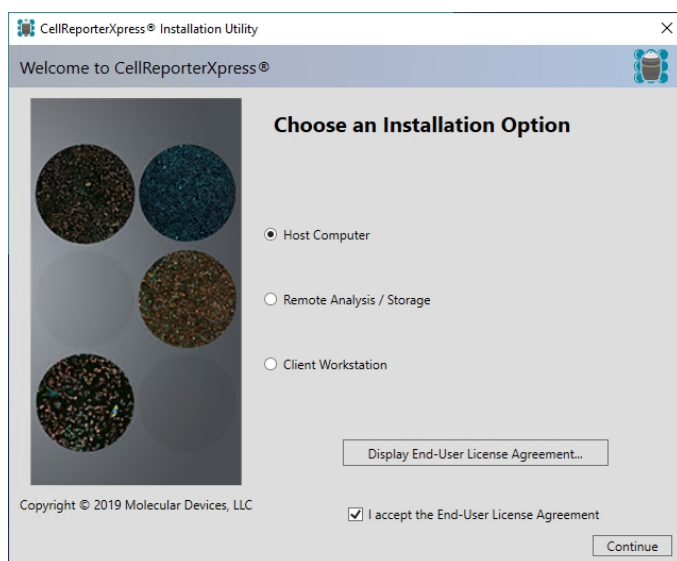 CellReporterXpress® Installation Utility
Welcome to CellReporterXpress®
Choose an Installation Option
Host Computer
Remote Analysis / Storage
Client Workstation
Display End-User License Agreement...
Copyright © 2019 Molecular Devices, LLC
I accept the End-User License Agreement
Continue